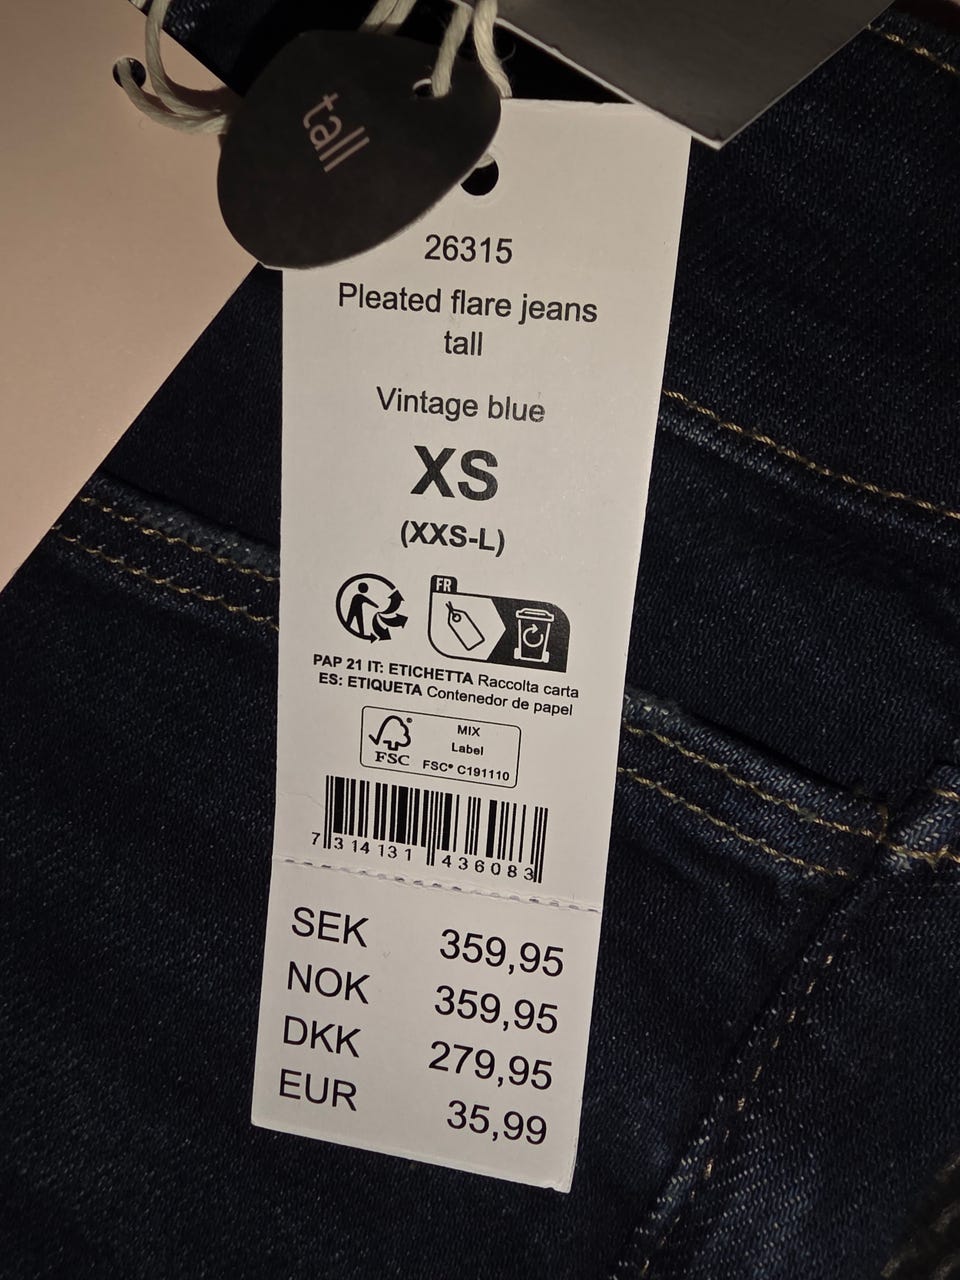 tall
26315
Pleated flare jeans
tall
Vintage blue
XS
(XXS-L)
FR
PAP 21 IT: ETICHETTA Raccolta carta
ES: ETIQUETA Contenedor de papel
MIX
Label
FSC® C191110
FSC
7 314131 436083
SEK 359,95
NOK 359,95
DKK 279,95
EUR 35,99